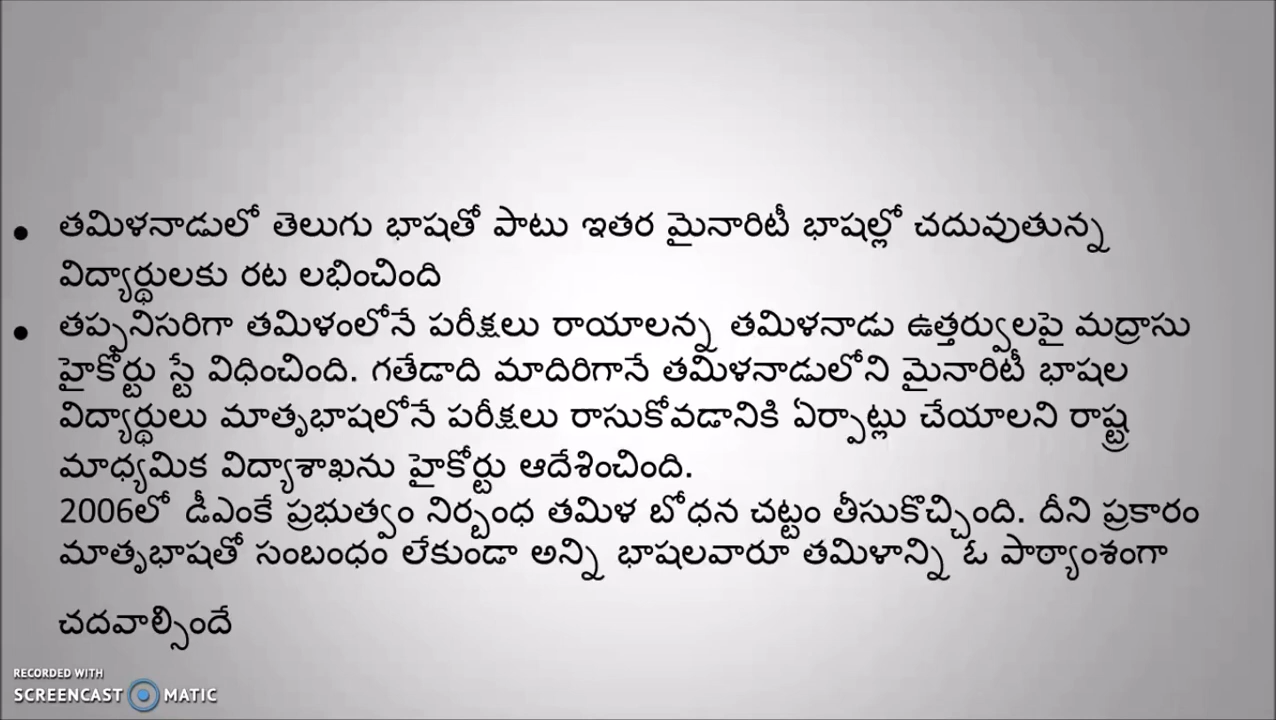 • తమిళనాడులో తెలుగు భాషతో పాటు ఇతర మైనారిటీ భాషల్లో చదువుతున్న
విద్యార్థులకు రట లభించింది
• తప్పనిసరిగా తమిళంలోనే పరీక్షలు రాయాలన్న తమిళనాడు ఉత్తర్వులపై మద్రాసు
హైకోర్టు స్టే విధించింది. గతేడాది మాదిరిగానే తమిళనాడులోని మైనారిటీ భాషల
విద్యార్థులు మాతృభాషలోనే పరీక్షలు రాసుకోవడానికి ఏర్పాట్లు చేయాలని రాష్ట్ర
మాధ్యమిక విద్యాశాఖను హైకోర్టు ఆదేశించింది.
2006లో డీఎంకే ప్రభుత్వం నిర్బంధ తమిళ బోధన చట్టం తీసుకొచ్చింది. దీని ప్రకారం
మాతృభాషతో సంబంధం లేకుండా అన్ని భాషలవారూ తమిళాన్ని ఓ పాఠ్యాంశంగా
చదవాల్సిందే
RECORDED WITH
SCREENCAST MATIC